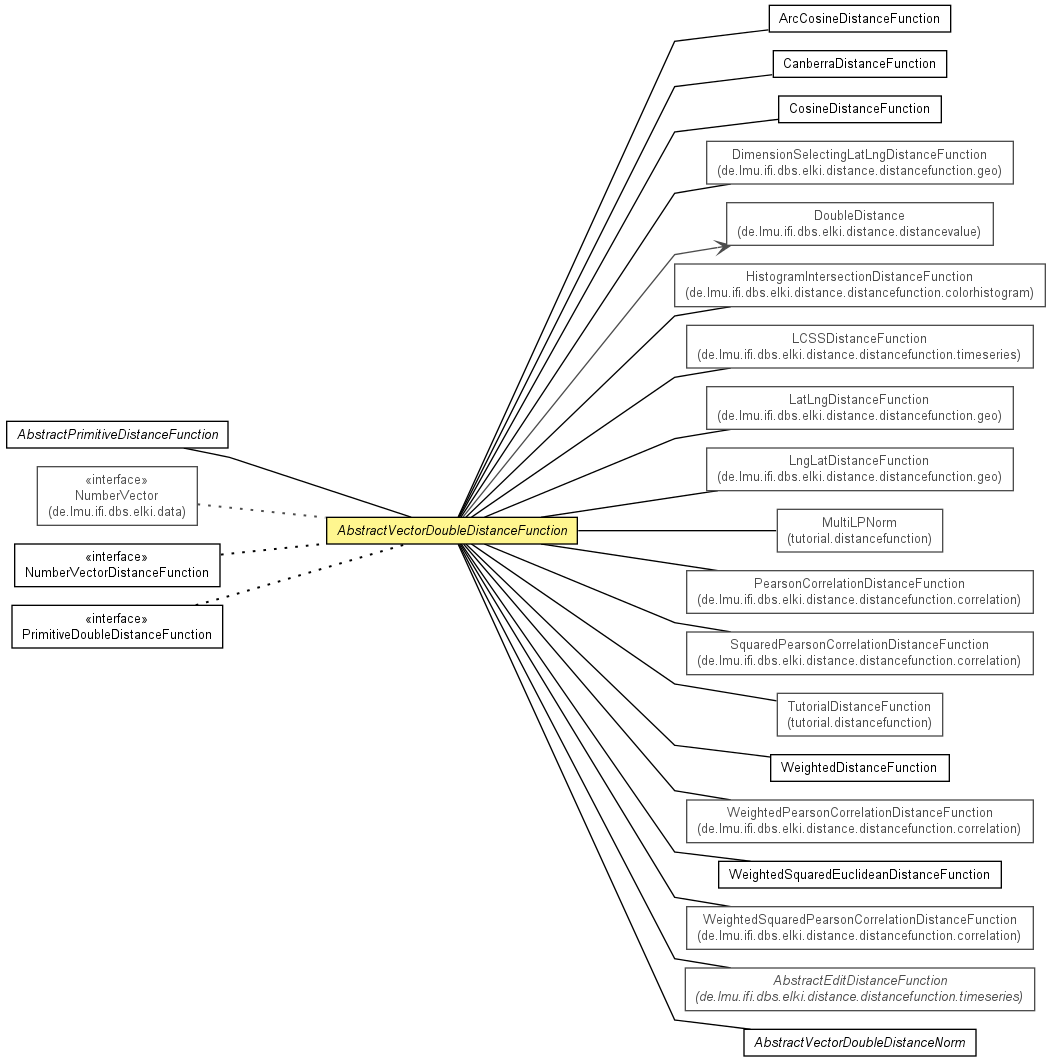 ArcCosineDistanceFunction
CanberraDistanceFunction
CosineDistanceFunction
DimensionSelectingLatLngDistanceFunction
(de.lmu.ifi.dbs.elki.distance.distancefunction.geo)
DoubleDistance
(de.lmu.ifi.dbs.elki.distance.distancevalue)
HistogramIntersectionDistanceFunction
(de.lmu.ifi.dbs.elki.distance.distancefunction.colorhistogram)
LCSSDistanceFunction
(de.lmu.ifi.dbs.elki.distance.distancefunction.timeseries)
LatLngDistanceFunction
(de.lmu.ifi.dbs.elki.distance.distancefunction.geo)
LngLatDistanceFunction
(de.lmu.ifi.dbs.elki.distance.distancefunction.geo)
AbstractPrimitiveDistanceFunction
«interface»
NumberVector
(de.lmu.ifi.dbs.elki.data)
«interface»
NumberVectorDistanceFunction
«interface»
PrimitiveDoubleDistanceFunction
AbstractVectorDoubleDistanceFunction
MultiLPNorm
(tutorial.distancefunction)
PearsonCorrelationDistanceFunction
(de.lmu.ifi.dbs.elki.distance.distancefunction.correlation)
SquaredPearsonCorrelationDistanceFunction
(de.lmu.ifi.dbs.elki.distance.distancefunction.correlation)
TutorialDistanceFunction
(tutorial.distancefunction)
WeightedDistanceFunction
WeightedPearsonCorrelationDistanceFunction
(de.lmu.ifi.dbs.elki.distance.distancefunction.correlation)
WeightedSquaredEuclideanDistanceFunction
WeightedSquaredPearsonCorrelationDistanceFunction
(de.lmu.ifi.dbs.elki.distance.distancefunction.correlation)
AbstractEditDistanceFunction
(de.lmu.ifi.dbs.elki.distance.distancefunction.timeseries)
AbstractVectorDoubleDistanceNorm